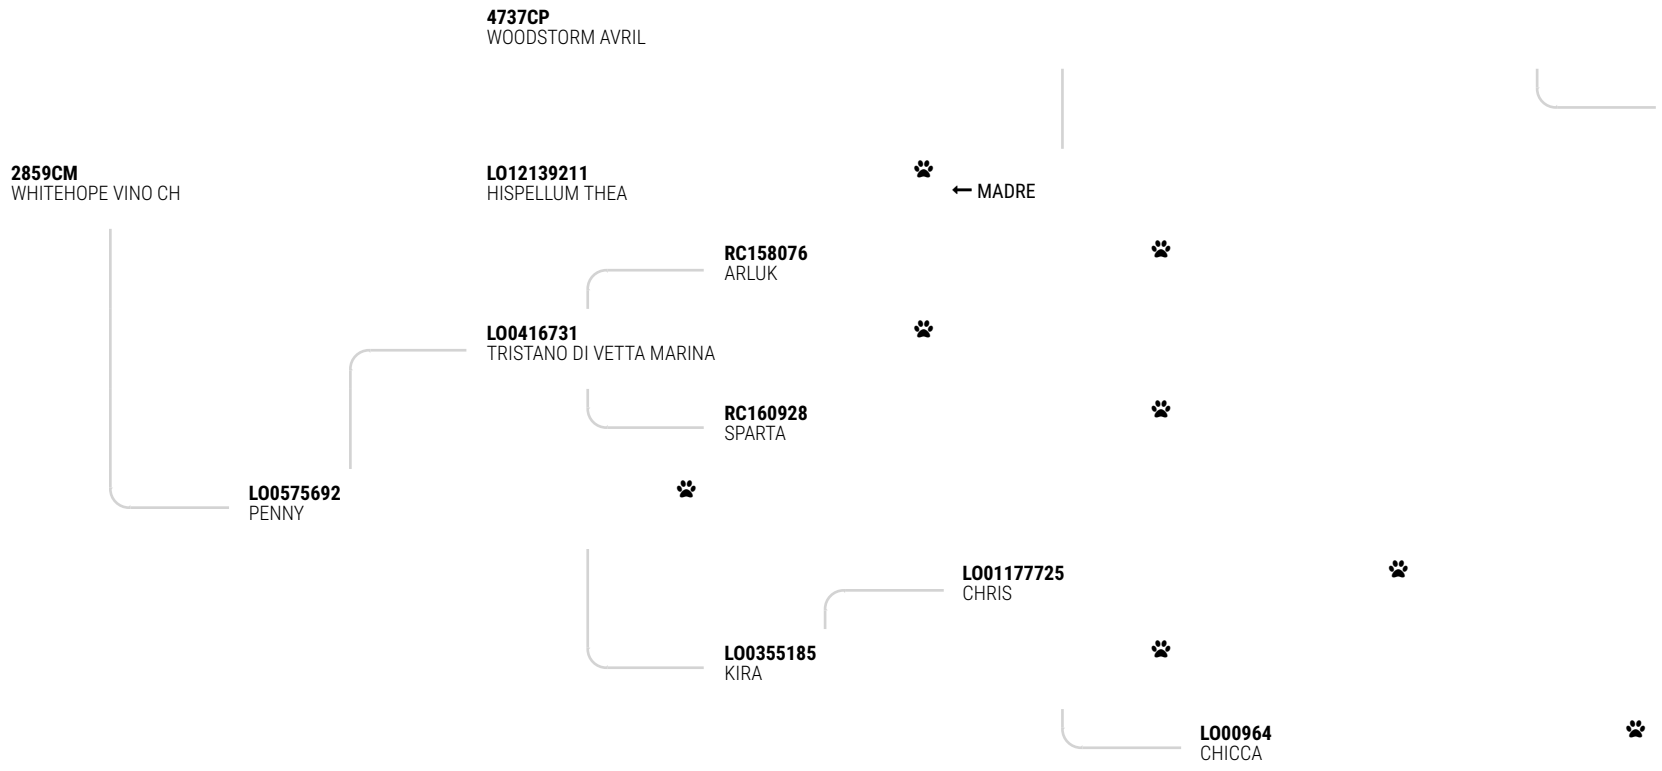 4737CP
WOODSTORM AVRIL
2859CM
WHITEHOPE VINO CH
LO12139211
HISPELLUM THEA
← MADRE
RC158076
ARLUK
LO0416731
TRISTANO DI VETTA MARINA
RC160928
SPARTA
LO0575692
PENNY
LO01177725
CHRIS
LO0355185
KIRA
LO00964
CHICCA